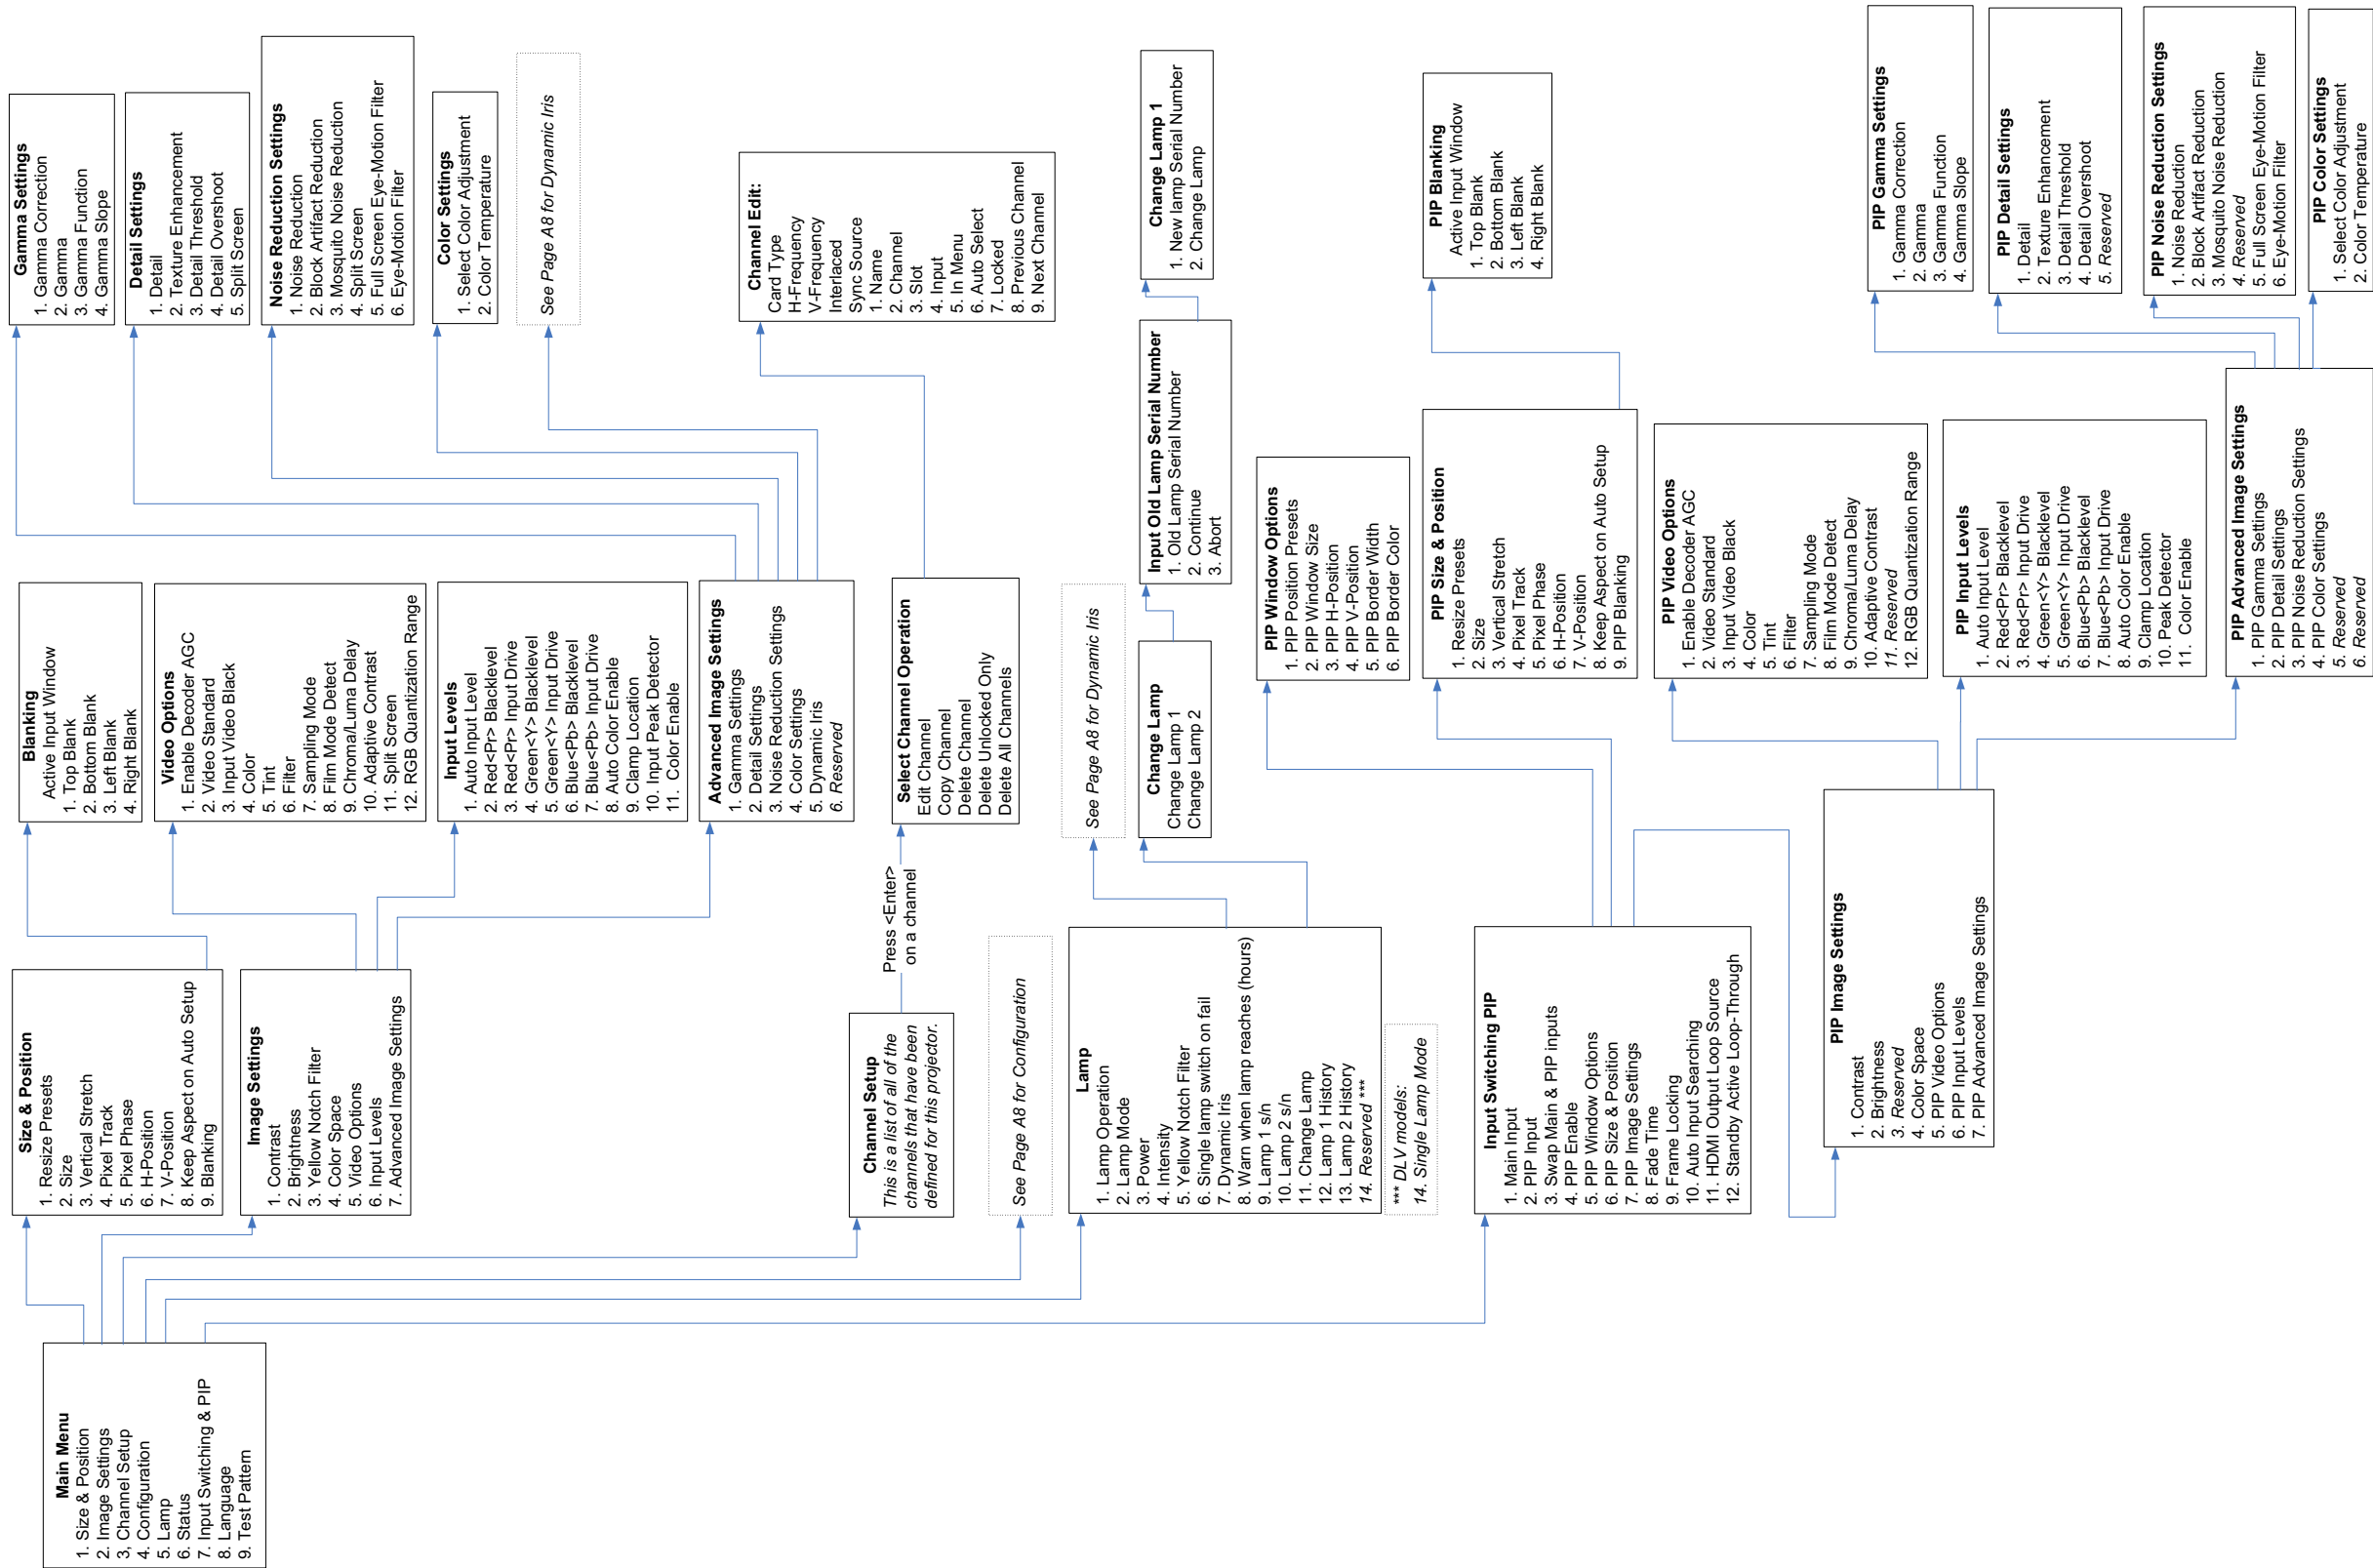 Main Menu
1. Size & Position
2. Image Settings
3, Channel Setup
4. Configuration
5. Lamp
6. Status
7. Input Switching & PIP
8. Language
9. Test Pattern
Size & Position
1. Resize Presets
2. Size
3. Vertical Stretch
4. Pixel Track
5. Pixel Phase
6. H-Position
7. V-Position
8. Keep Aspect on Auto Setup
9. Blanking
Blanking
Active Input Window
1. Top Blank
2. Bottom Blank
3. Left Blank
4. Right Blank
Image Settings
1. Contrast
2. Brightness
3. Yellow Notch Filter
4. Color Space
5. Video Options
6. Input Levels
7. Advanced Image Settings
Video Options
1. Enable Decoder AGC
2. Video Standard
3. Input Video Black
4. Color
5. Tint
6. Filter
7. Sampling Mode
8. Film Mode Detect
9. Chroma/Luma Delay
10. Adaptive Contrast
11. Split Screen
12. RGB Quantization Range
Input Levels
1. Auto Input Level
2. Red<Pr> Blacklevel
3. Red<Pr> Input Drive
4. Green<Y> Blacklevel
5. Green<Y> Input Drive
6. Blue<Pb> Blacklevel
7. Blue<Pb> Input Drive
8. Auto Color Enable
9. Clamp Location
10. Input Peak Detector
11. Color Enable
Advanced Image Settings
1. Gamma Settings
2. Detail Settings
3. Noise Reduction Settings
4. Color Settings
5. Dynamic Iris
6. Reserved
Gamma Settings
1. Gamma Correction
2. Gamma
3. Gamma Function
4. Gamma Slope
Detail Settings
1. Detail
2. Texture Enhancement
3. Detail Threshold
4. Detail Overshoot
5. Split Screen
Noise Reduction Settings
1. Noise Reduction
2. Block Artifact Reduction
3. Mosquito Noise Reduction
4. Split Screen
5. Full Screen Eye-Motion Filter
6. Eye-Motion Filter
Color Settings
1. Select Color Adjustment
2. Color Temperature
See Page A8 for Dynamic Iris
Channel Setup
This is a list of all of the
channels that have been
defined for this projector.
Press <Enter>
on a channel
Select Channel Operation
Edit Channel
Copy Channel
Delete Channel
Delete Unlocked Only
Delete All Channels
Channel Edit:
Card Type
H-Frequency
V-Frequency
Interlaced
Sync Source
1. Name
2. Channel
3. Slot
4. Input
5. In Menu
6. Auto Select
7. Locked
8. Previous Channel
9. Next Channel
See Page A8 for Configuration
Lamp
1. Lamp Operation
2. Lamp Mode
3. Power
4. Intensity
5. Yellow Notch Filter
6. Single lamp switch on fail
7. Dynamic Iris
8. Warn when lamp reaches (hours)
9. Lamp 1 s/n
10. Lamp 2 s/n
11. Change Lamp
12. Lamp 1 History
13. Lamp 2 History
14. Reserved ***
*** DLV models:
14. Single Lamp Mode
See Page A8 for Dynamic Iris
Change Lamp
Change Lamp 1
Change Lamp 2
Input Old Lamp Serial Number
1. Old Lamp Serial Number
2. Continue
3. Abort
Change Lamp 1
1. New lamp Serial Number
2. Change Lamp
Input Switching PIP
1. Main Input
2. PIP Input
3. Swap Main & PIP inputs
4. PIP Enable
5. PIP Window Options
6. PIP Size & Position
7. PIP Image Settings
8. Fade Time
9. Frame Locking
10. Auto Input Searching
11. HDMI Output Loop Source
12. Standby Active Loop-Through
PIP Window Options
1. PIP Position Presets
2. PIP Window Size
3. PIP H-Position
4. PIP V-Position
5. PIP Border Width
6. PIP Border Color
PIP Size & Position
1. Resize Presets
2. Size
3. Vertical Stretch
4. Pixel Track
5. Pixel Phase
6. H-Position
7. V-Position
8. Keep Aspect on Auto Setup
9. PIP Blanking
PIP Blanking
Active Input Window
1. Top Blank
2. Bottom Blank
3. Left Blank
4. Right Blank
PIP Image Settings
1. Contrast
2. Brightness
3. Reserved
4. Color Space
5. PIP Video Options
6. PIP Input Levels
7. PIP Advanced Image Settings
PIP Video Options
1. Enable Decoder AGC
2. Video Standard
3. Input Video Black
4. Color
5. Tint
6. Filter
7. Sampling Mode
8. Film Mode Detect
9. Chroma/Luma Delay
10. Adaptive Contrast
11. Reserved
12. RGB Quantization Range
PIP Input Levels
1. Auto Input Level
2. Red<Pr> Blacklevel
3. Red<Pr> Input Drive
4. Green<Y> Blacklevel
5. Green<Y> Input Drive
6. Blue<Pb> Blacklevel
7. Blue<Pb> Input Drive
8. Auto Color Enable
9. Clamp Location
10. Peak Detector
11. Color Enable
PIP Advanced Image Settings
1. PIP Gamma Settings
2. PIP Detail Settings
3. PIP Noise Reduction Settings
4. PIP Color Settings
5. Reserved
6. Reserved
PIP Gamma Settings
1. Gamma Correction
2. Gamma
3. Gamma Function
4. Gamma Slope
PIP Detail Settings
1. Detail
2. Texture Enhancement
3. Detail Threshold
4. Detail Overshoot
5. Reserved
PIP Noise Reduction Settings
1. Noise Reduction
2. Block Artifact Reduction
3. Mosquito Noise Reduction
4. Reserved
5. Full Screen Eye-Motion Filter
6. Eye-Motion Filter
PIP Color Settings
1. Select Color Adjustment
2. Color Temperature